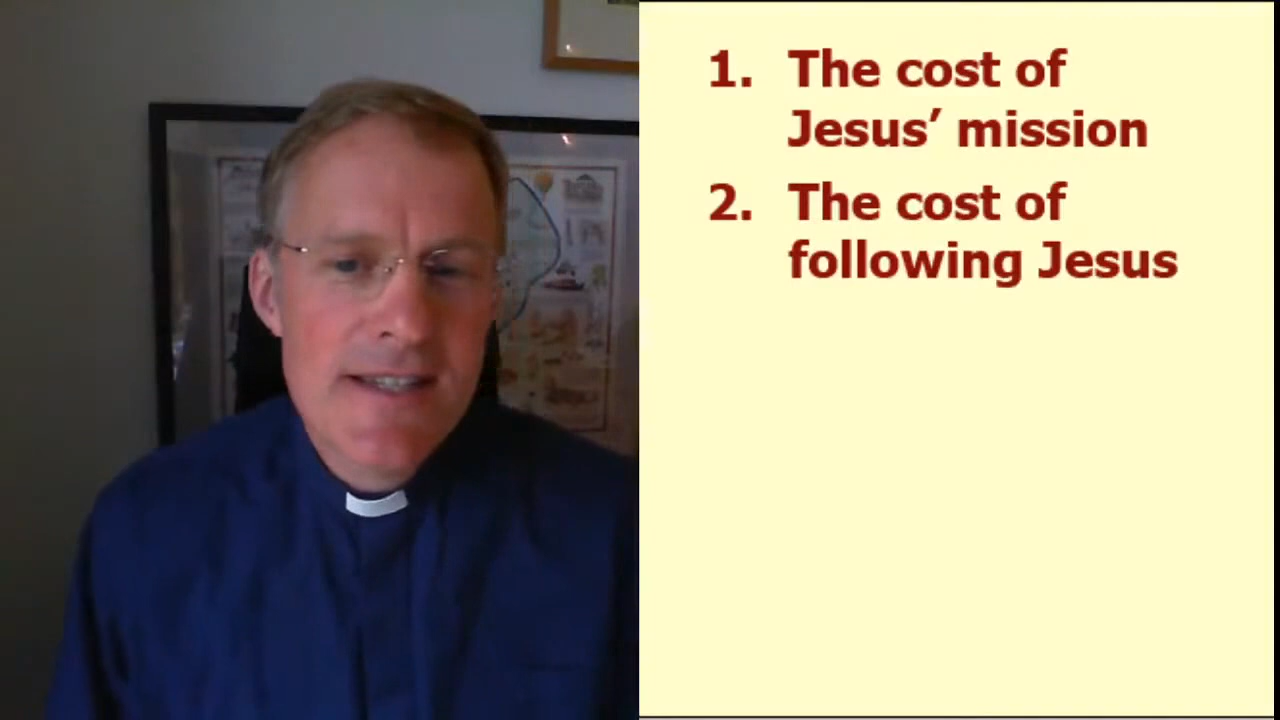 1. The cost of
Jesus’ mission
2. The cost of
following Jesus